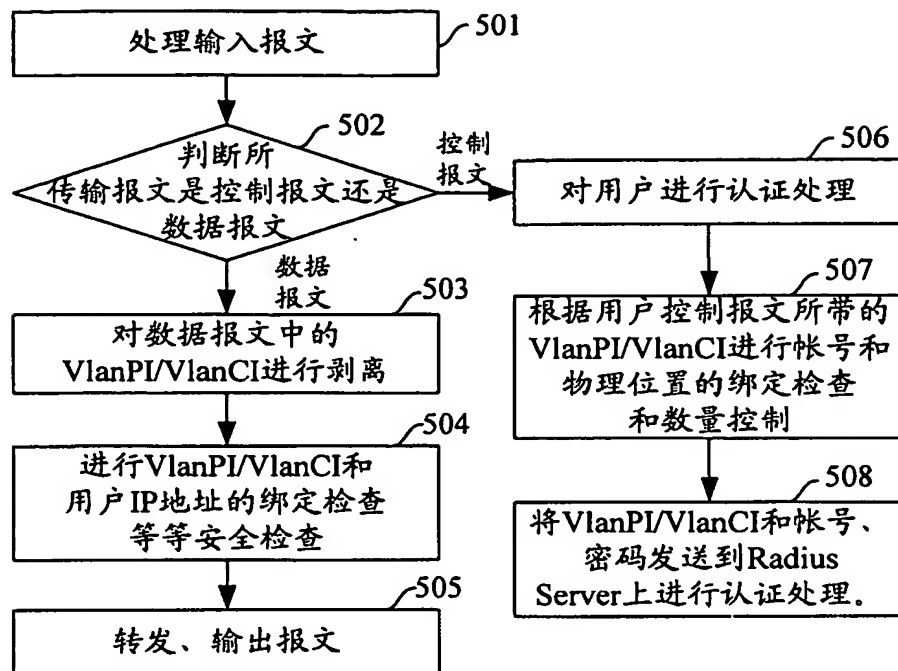 处理输入报文
501
502
判断所
传输报文是控制报文还是
数据报文
控制
报文
数据
报文
503
对数据报文中的
VlanPI/VlanCI进行剥离
504
进行VlanPI/VlanCI和
用户IP地址的绑定检查
等等安全检查
505
转发、输出报文
506
对用户进行认证处理
507
根据用户控制报文所带的
VlanPI/VlanCI进行帐号和
物理位置的绑定检查
和数量控制
508
将VlanPI/VlanCI和帐号、
密码发送到Radius
Server上进行认证处理。